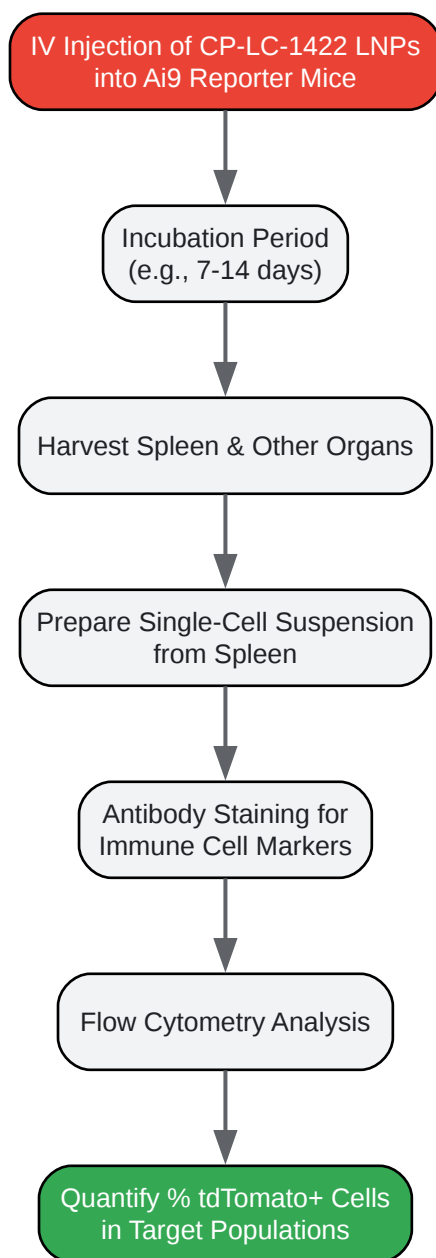 IV Injection of CP-LC-1422 LNPs
into Ai9 Reporter Mice
Incubation Period
(e.g., 7-14 days)
Harvest Spleen & Other Organs
Prepare Single-Cell Suspension
from Spleen
Antibody Staining for
Immune Cell Markers
Flow Cytometry Analysis
Quantify % tdTomato+ Cells
in Target Populations